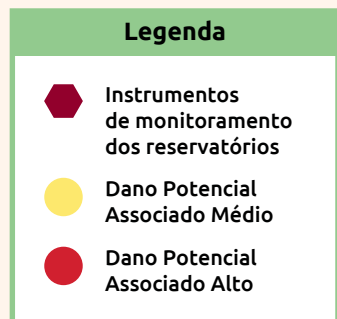 Legenda
Instrumentos
de monitoramento
dos reservatórios
Dano Potencial
Associado Médio
Dano Potencial
Associado Alto